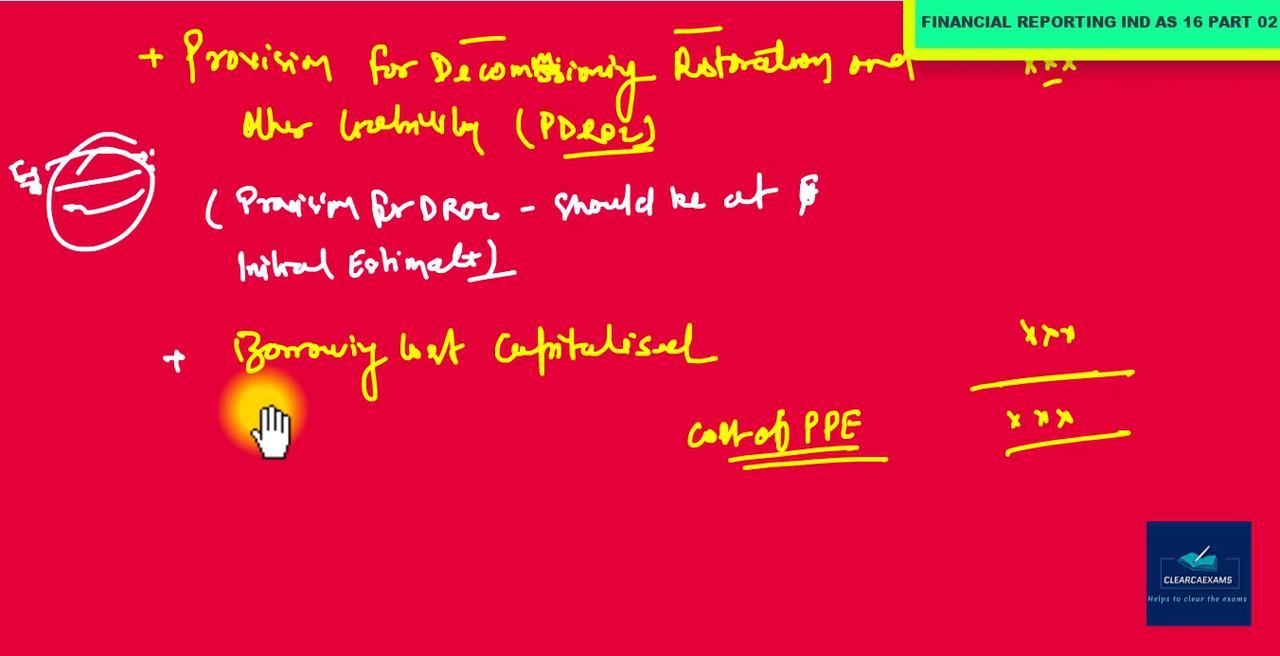 FINANCIAL REPORTING IND AS 16 PART 02
+ Provision for Decommissioning Restoration and xxx
other liability (PDROL)
(Provision for DROL - should be at
Initial Estimate)
+ Borrowing Cost Capitalised xxx
Cost of PPE xxx
CLEARCAEXAMS
Helps to clear the exams